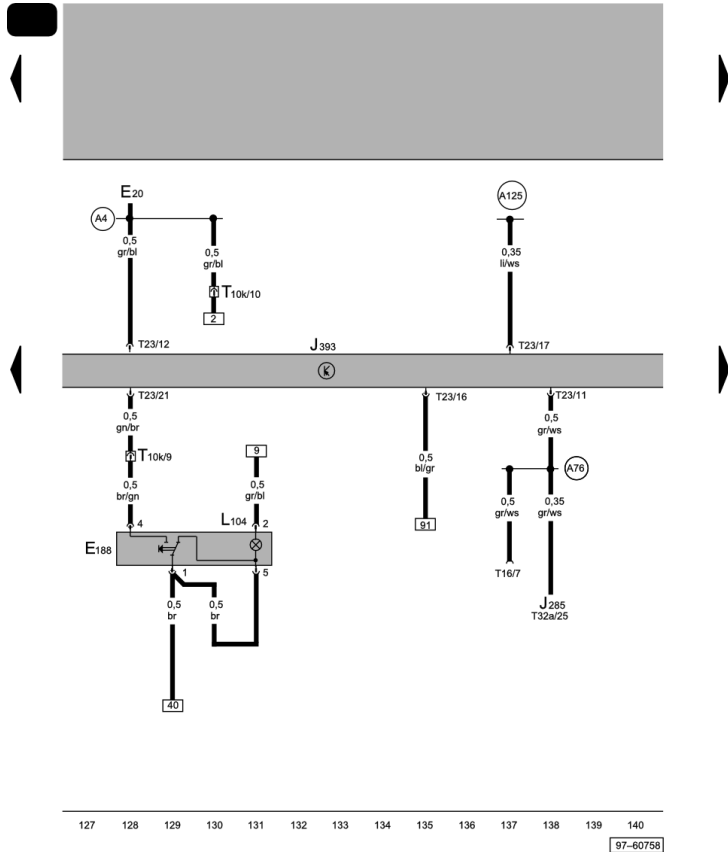 E20
A4
A125
0,5
gr/bl
0,5
gr/bl
0,35
li/ws
T10k/10
2
T23/12
J393
T23/17
T23/21
T23/16
T23/11
0,5
gn/br
0,5
gr/ws
T10k/9
9
0,5
bl/gr
A76
0,5
br/gn
0,5
gr/bl
0,5
gr/ws
0,35
gr/ws
4
L104
2
91
E188
1
5
T16/7
0,5
br
0,5
br
J285
T32a/25
40
127 128 129 130 131 132 133 134 135 136 137 138 139 140
97–60758